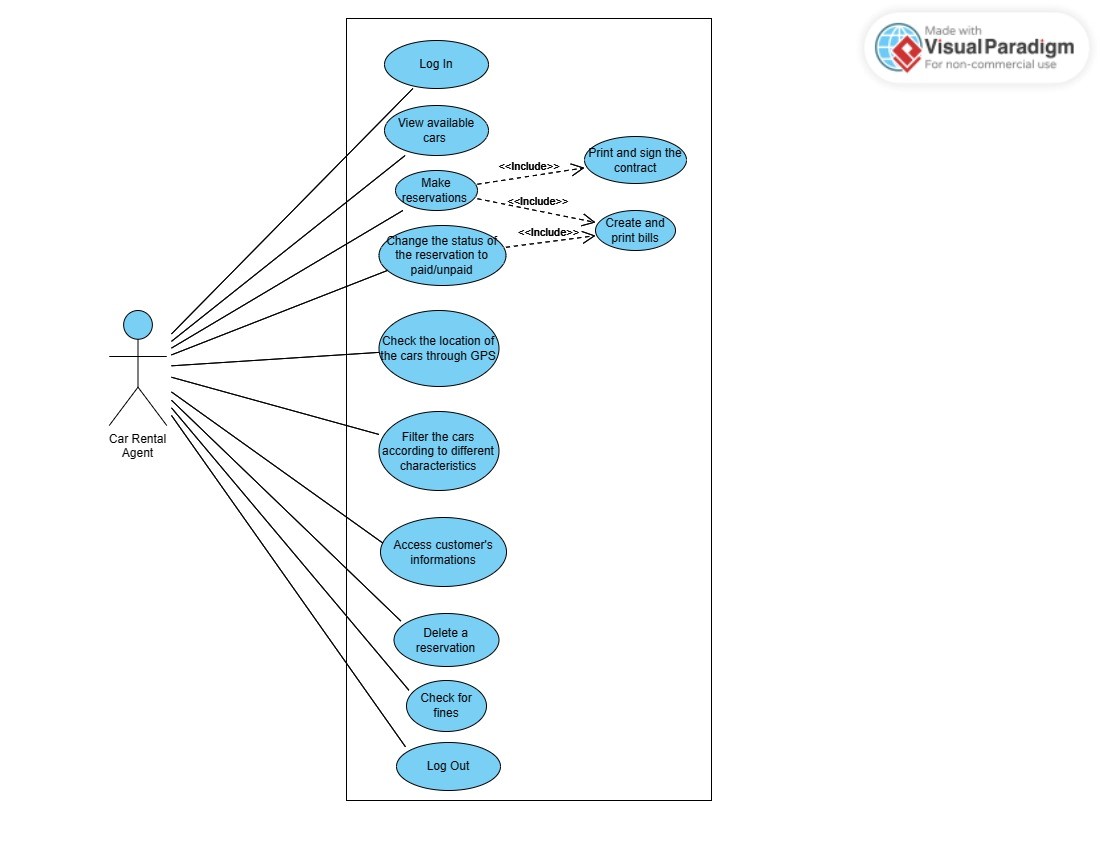 Made with
Visual Paradigm
For non-commercial use
Log In
View available
cars
Make
reservations
<<Include>>
Print and sign the
contract
<<Include>>
Create and
print bills
<<Include>>
Change the status of
the reservation to
paid/unpaid
Check the location of
the cars through GPS
Car Rental
Agent
Filter the cars
according to different
characteristics
Access customer's
informations
Delete a
reservation
Check for
fines
Log Out